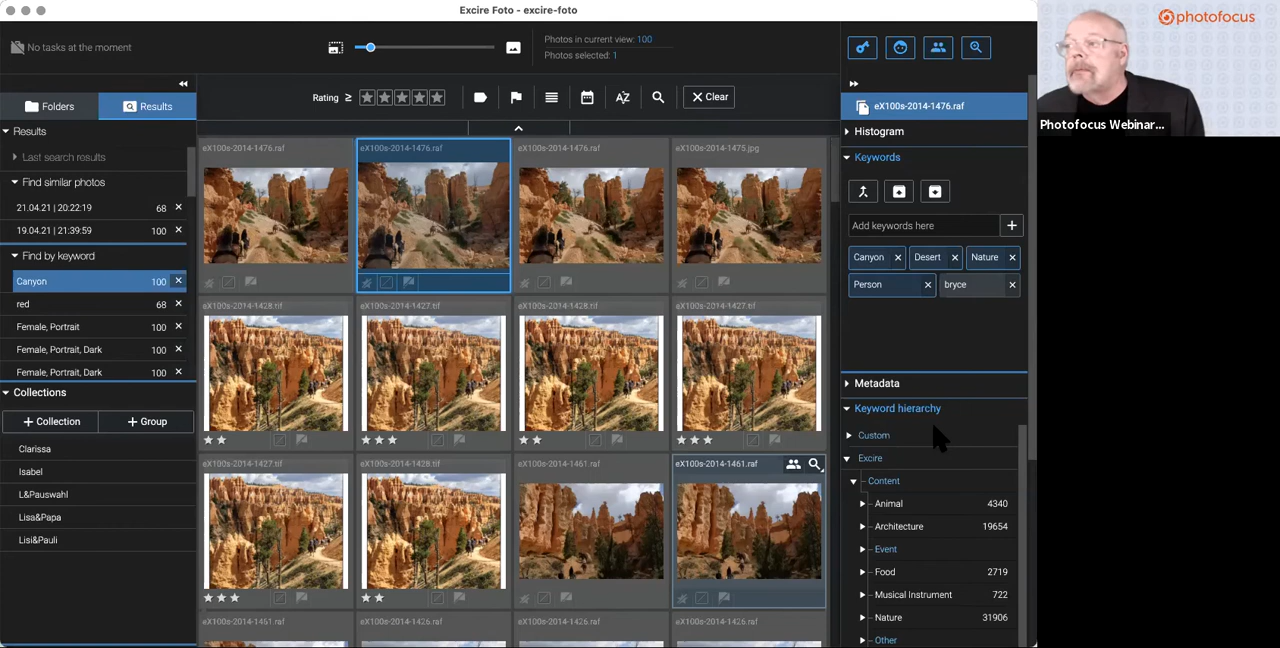 Excire Foto - excire-foto
No tasks at the moment
Photos in current view: 100
Photos selected: 1
photofocus
Photofocus Webinar...
Folders
Results
Rating ≥
Clear
Results
Last search results
Find similar photos
21.04.21 | 20:22:19 68
19.04.21 | 21:39:59 100
Find by keyword
Canyon 100
red 68
Female, Portrait 100
Female, Portrait, Dark 100
Female, Portrait, Dark 100
Collections
+ Collection
+ Group
Clarissa
Isabel
L&Pauswahl
Lisa&Papa
Lisi&Pauli
eX100s-2014-1476.raf
eX100s-2014-1476.raf
eX100s-2014-1476.raf
eX100s-2014-1475.jpg
eX100s-2014-1428.tif
eX100s-2014-1427.tif
eX100s-2014-1428.tif
eX100s-2014-1427.tif
eX100s-2014-1427.tif
eX100s-2014-1428.tif
eX100s-2014-1461.raf
eX100s-2014-1461.raf
eX100s-2014-1451.raf
eX100s-2014-1426.raf
eX100s-2014-1426.raf
eX100s-2014-1426.raf
eX100s-2014-1476.raf
Histogram
Keywords
Add keywords here
Canyon
Desert
Nature
Person
bryce
Metadata
Keyword hierarchy
Custom
Excire
Content
Animal 4340
Architecture 19654
Event
Food 2719
Musical Instrument 722
Nature 31906
Other